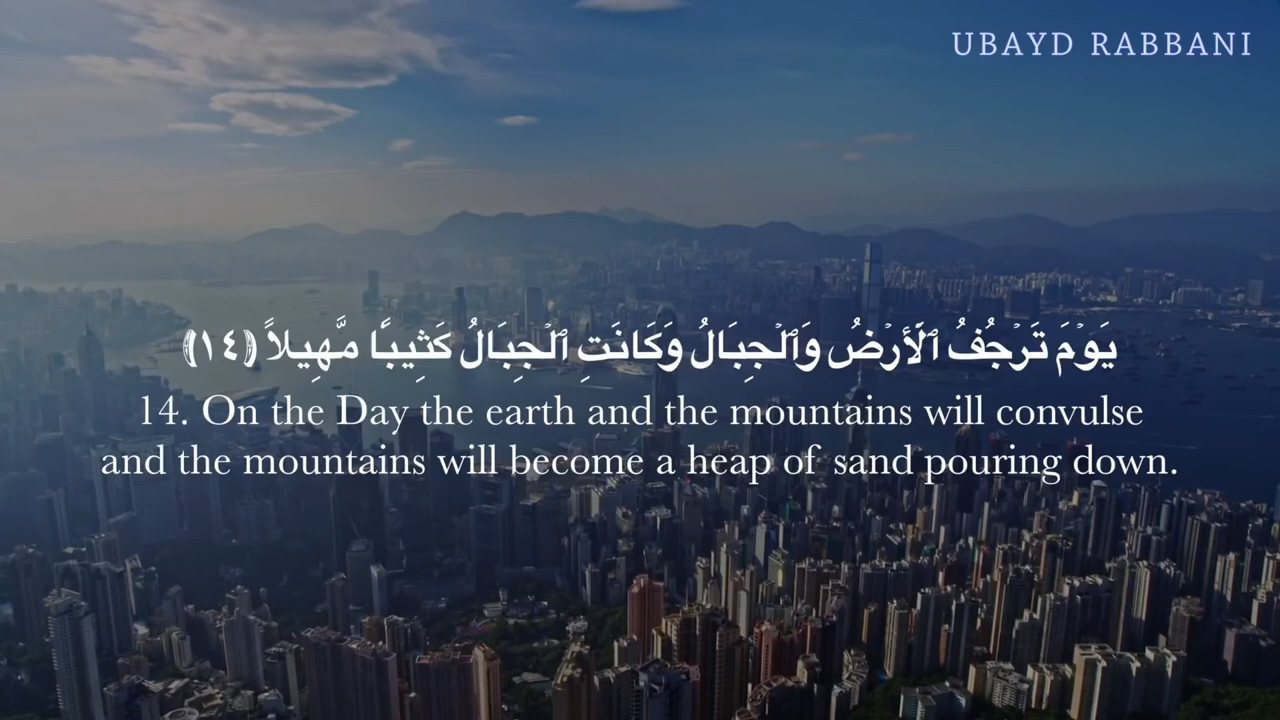 UBAYD RABBANI
يَوْمَ تَرْجُفُ ٱلْأَرْضُ وَٱلْجِبَالُ وَكَانَتِ ٱلْجِبَالُ كَثِيبًا مَّهِيلاً ﴿١٤﴾
14. On the Day the earth and the mountains will convulse
and the mountains will become a heap of sand pouring down.